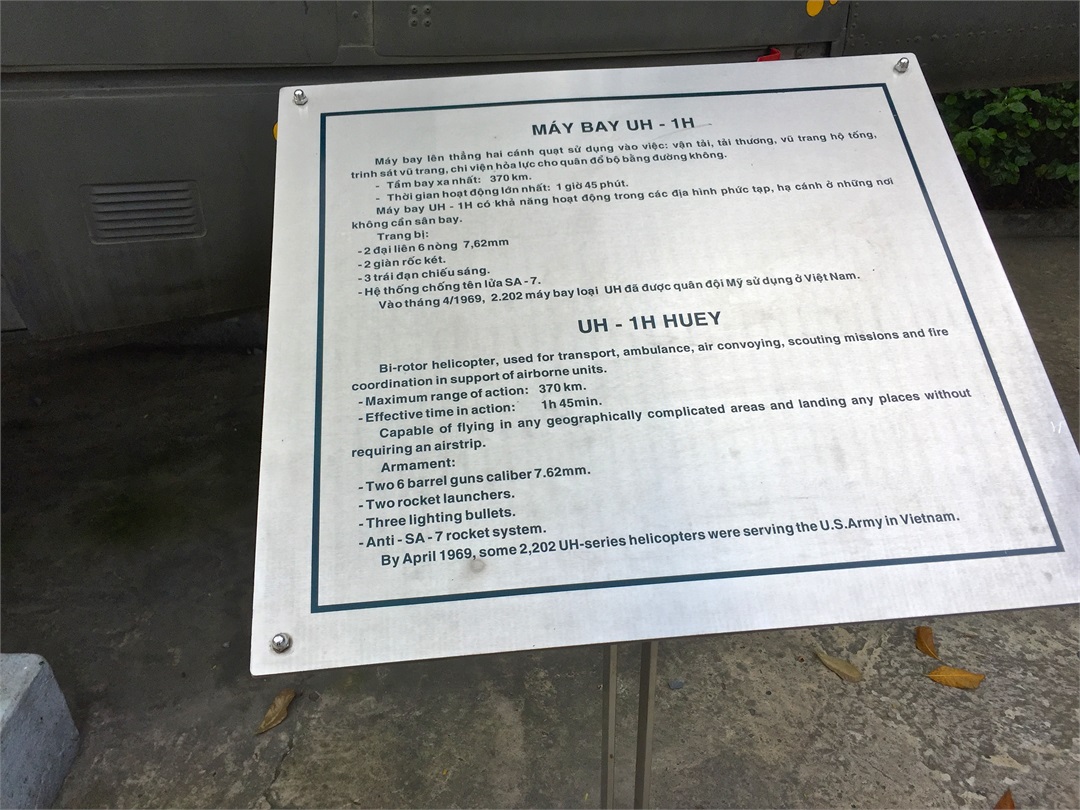 MÁY BAY UH - 1H
Máy bay lên thẳng hai cánh quạt sử dụng vào việc: vận tải, tải thương, vũ trang hộ tống,
trinh sát vũ trang, chi viện hỏa lực cho quân đổ bộ bằng đường không.
- Tầm bay xa nhất: 370 km.
- Thời gian hoạt động lớn nhất: 1 giờ 45 phút.
Máy bay UH - 1H có khả năng hoạt động trong các địa hình phức tạp, hạ cánh ở những nơi
không cần sân bay.
Trang bị:
- 2 đại liên 6 nòng 7,62mm
- 2 giàn rốc két.
- 3 trái đạn chiếu sáng.
- Hệ thống chống tên lửa SA - 7.
Vào tháng 4/1969, 2.202 máy bay loại UH đã được quân đội Mỹ sử dụng ở Việt Nam.
UH - 1H HUEY
Bi-rotor helicopter, used for transport, ambulance, air convoying, scouting missions and fire
coordination in support of airborne units.
- Maximum range of action: 370 km.
- Effective time in action: 1h 45min.
Capable of flying in any geographically complicated areas and landing any places without
requiring an airstrip.
Armament:
- Two 6 barrel guns caliber 7.62mm.
- Two rocket launchers.
- Three lighting bullets.
- Anti - SA - 7 rocket system.
By April 1969, some 2,202 UH-series helicopters were serving the U.S.Army in Vietnam.